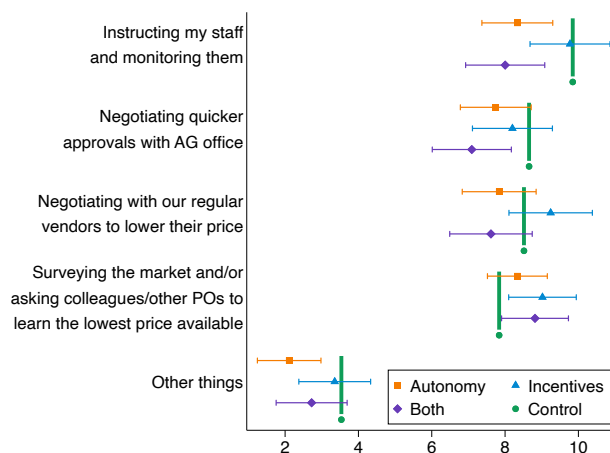 Instructing my staff
and monitoring them
Negotiating quicker
approvals with AG office
Negotiating with our regular
vendors to lower their price
Surveying the market and/or
asking colleagues/other POs to
learn the lowest price available
Other things
Autonomy Incentives
Both Control
2 4 6 8 10